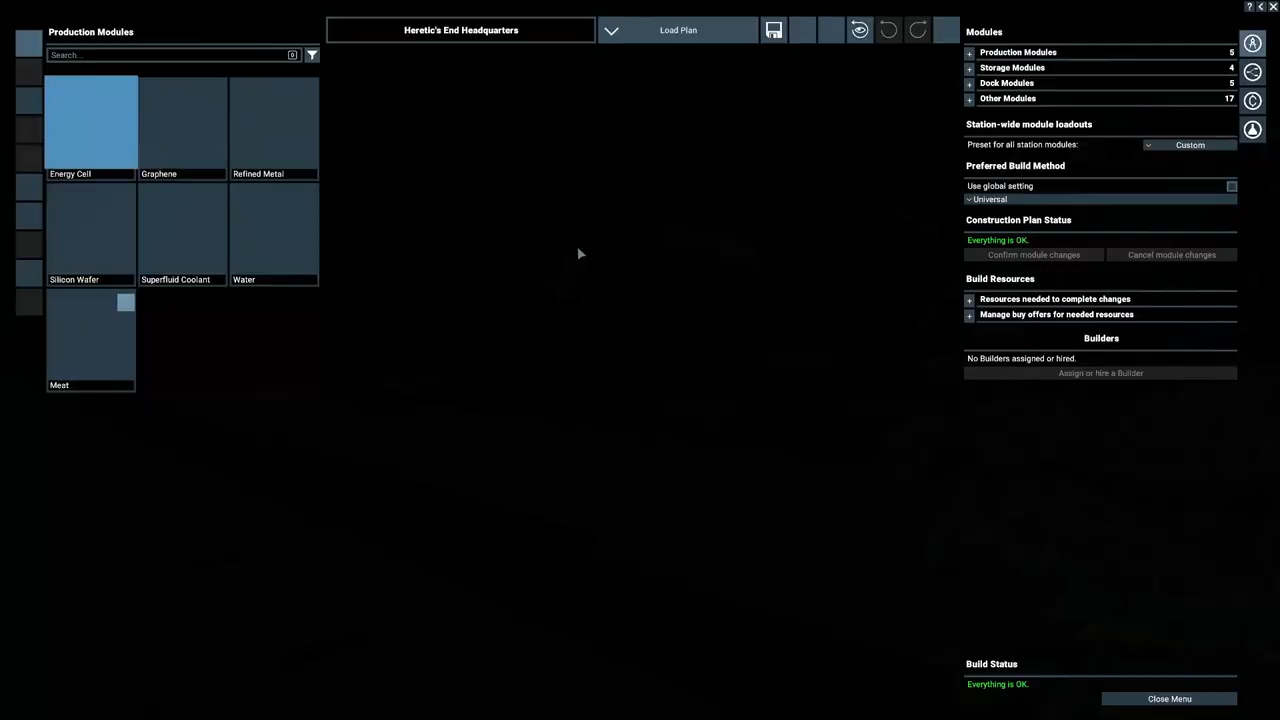 Production Modules
Search...
0
Energy Cell
Graphene
Refined Metal
Silicon Wafer
Superfluid Coolant
Water
Meat
Heretic's End Headquarters
Load Plan
? 
Modules
Production Modules 5
Storage Modules 4
Dock Modules 5
Other Modules 17
Station-wide module loadouts
Preset for all station modules: Custom
Preferred Build Method
Use global setting
Universal
Construction Plan Status
Everything is OK.
Confirm module changes Cancel module changes
Build Resources
Resources needed to complete changes
Manage buy offers for needed resources
Builders
No Builders assigned or hired.
Assign or hire a Builder
Build Status
Everything is OK.
Close Menu